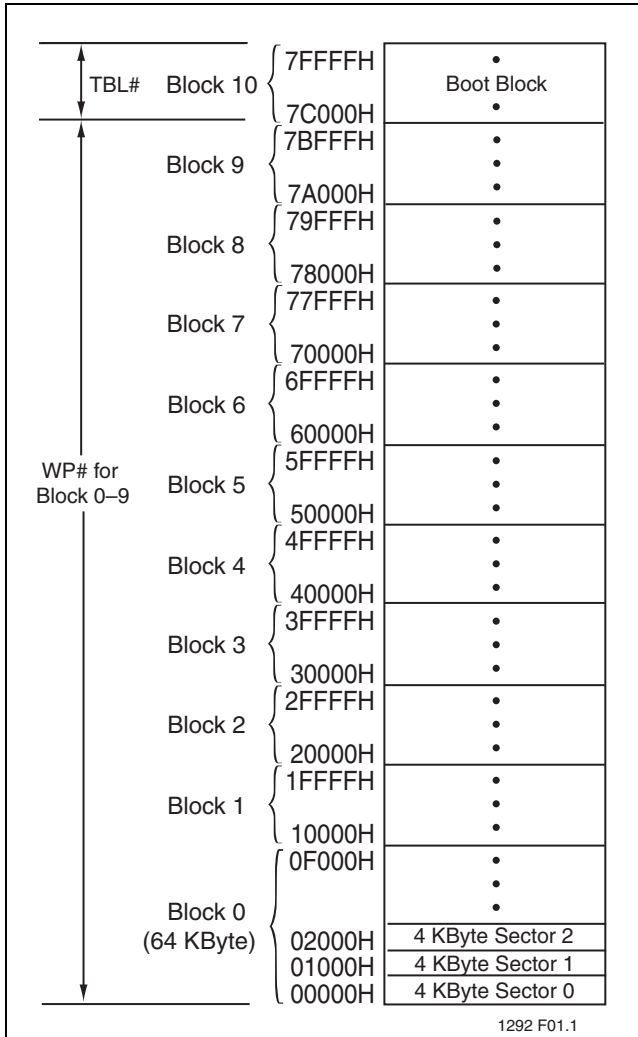 7FFFFH
TBL# Block 10 Boot Block
7C000H
7BFFFH
Block 9
7A000H
79FFFH
Block 8
78000H
77FFFH
Block 7
70000H
6FFFFH
Block 6
60000H
5FFFFH
WP# for
Block 0–9
Block 5
50000H
4FFFFH
Block 4
40000H
3FFFFH
Block 3
30000H
2FFFFH
Block 2
20000H
1FFFFH
Block 1
10000H
0F000H
Block 0
(64 KByte)
02000H 4 KByte Sector 2
01000H 4 KByte Sector 1
00000H 4 KByte Sector 0
1292 F01.1